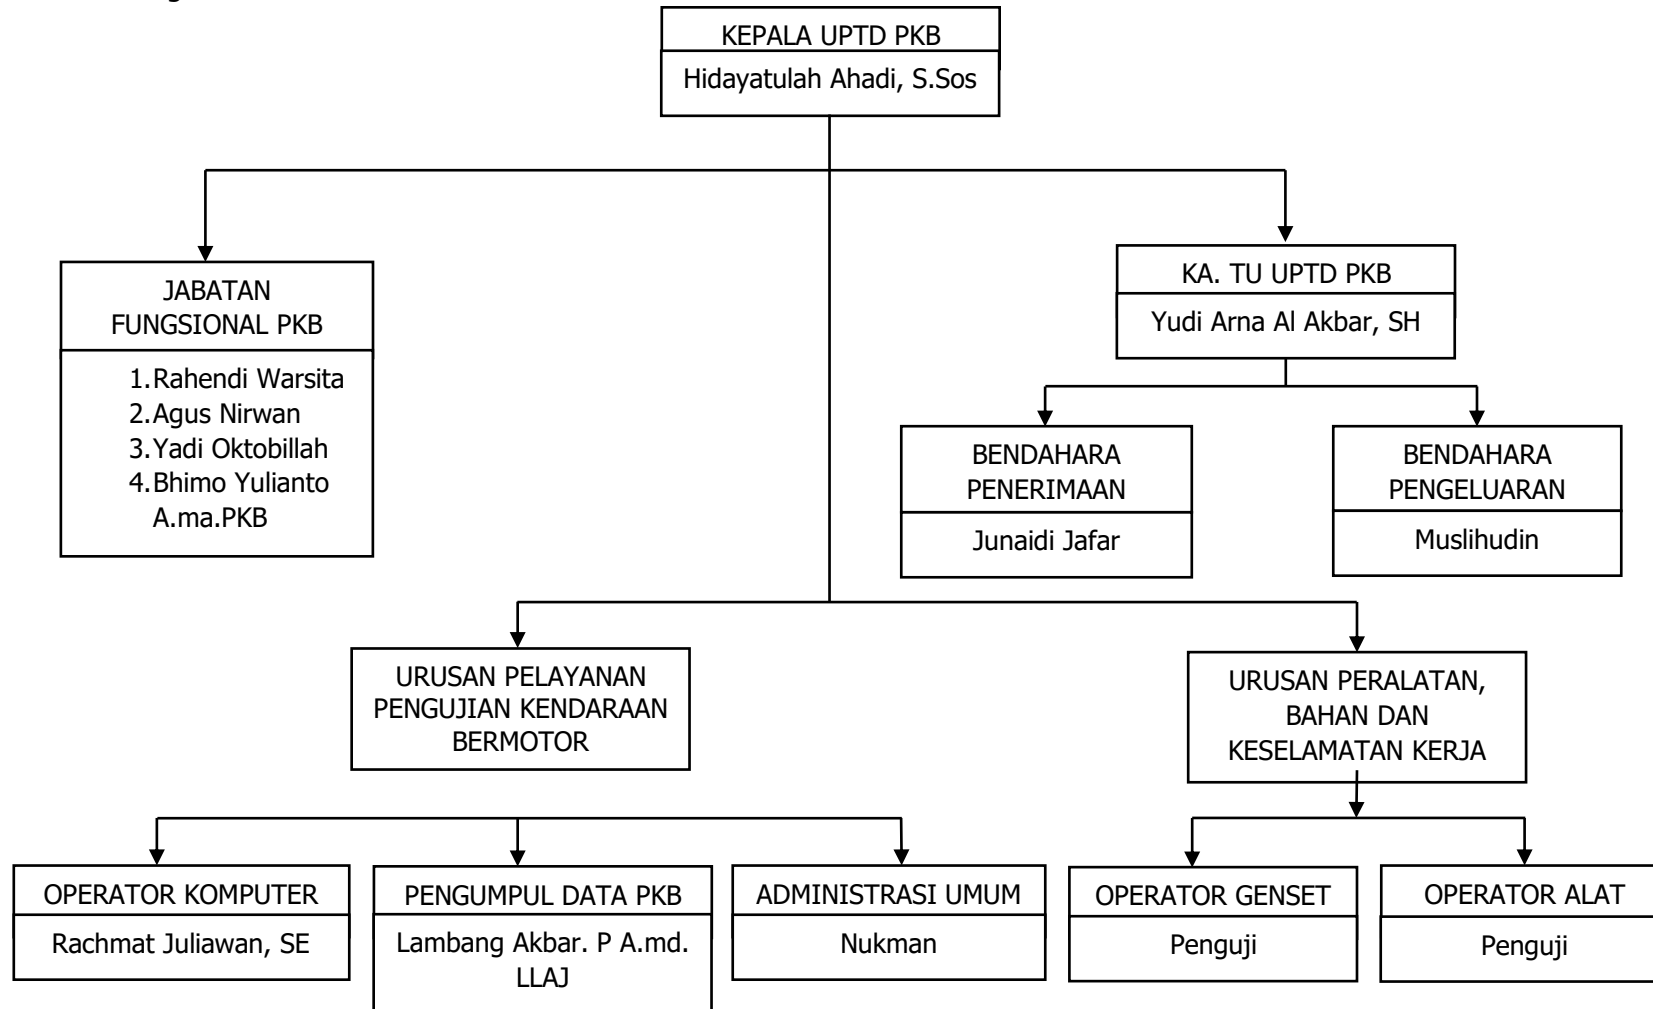 KEPALA UPTD PKB
Hidayatulah Ahadi, S.Sos
JABATAN
FUNGSIONAL PKB
1.Rahendi Warsita
2.Agus Nirwan
3.Yadi Oktobillah
4.Bhimo Yulianto
A.ma.PKB
KA. TU UPTD PKB
Yudi Arna Al Akbar, SH
BENDAHARA
PENERIMAAN
Junaidi Jafar
BENDAHARA
PENGELUARAN
Muslihudin
URUSAN PELAYANAN
PENGUJIAN KENDARAAN
BERMOTOR
URUSAN PERALATAN,
BAHAN DAN
KESELAMATAN KERJA
OPERATOR KOMPUTER
Rachmat Juliawan, SE
PENGUMPUL DATA PKB
Lambang Akbar. P A.md.
LLAJ
ADMINISTRASI UMUM
Nukman
OPERATOR GENSET
Penguji
OPERATOR ALAT
Penguji